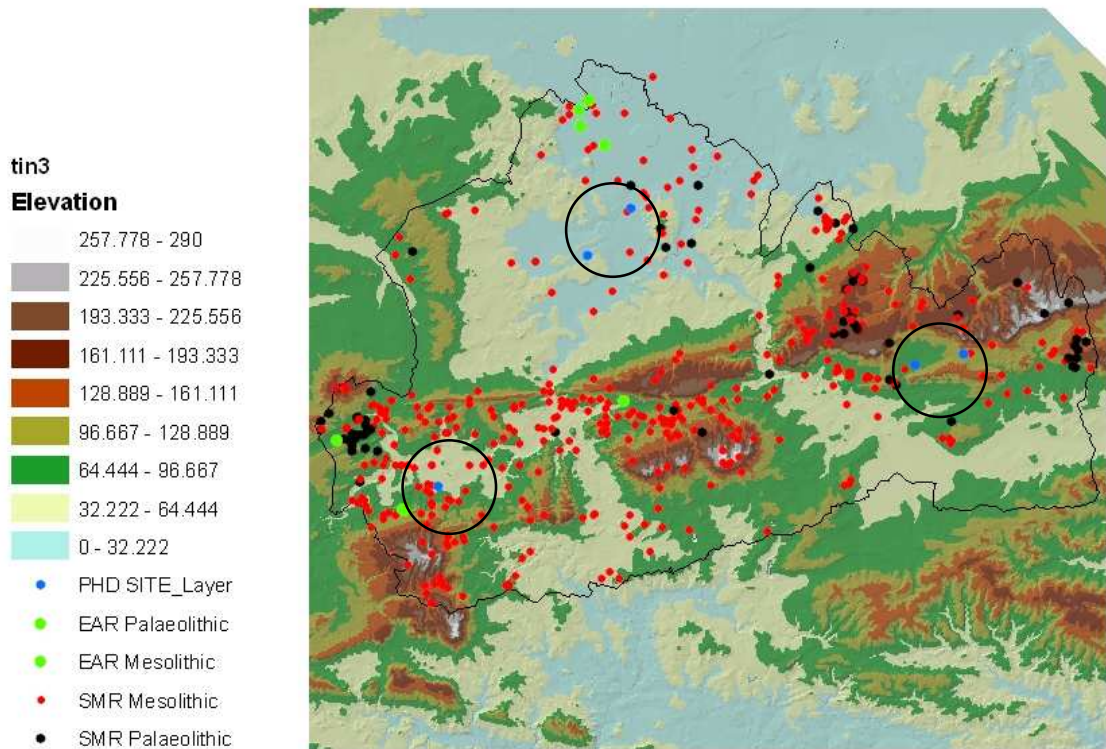 tin3
Elevation
257.778 - 290
225.556 - 257.778
193.333 - 225.556
161.111 - 193.333
128.889 - 161.111
96.667 - 128.889
64.444 - 96.667
32.222 - 64.444
0 - 32.222
PHD SITE_Layer
EAR Palaeolithic
EAR Mesolithic
SMR Mesolithic
SMR Palaeolithic